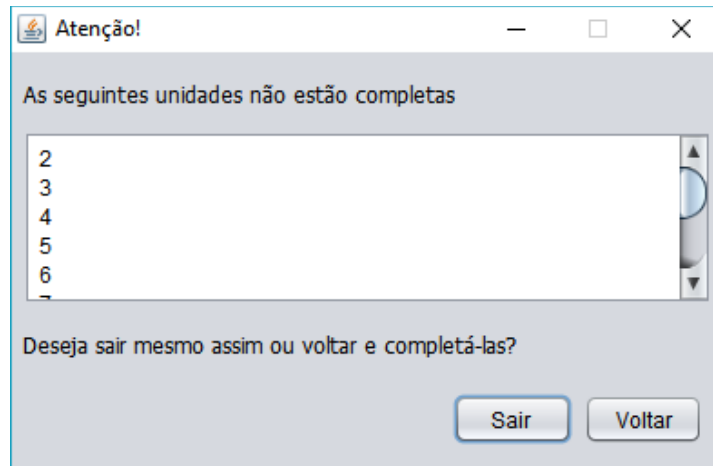 Atenção!
As seguintes unidades não estão completas
2
3
4
5
6
Deseja sair mesmo assim ou voltar e completá-las?
Sair
Voltar